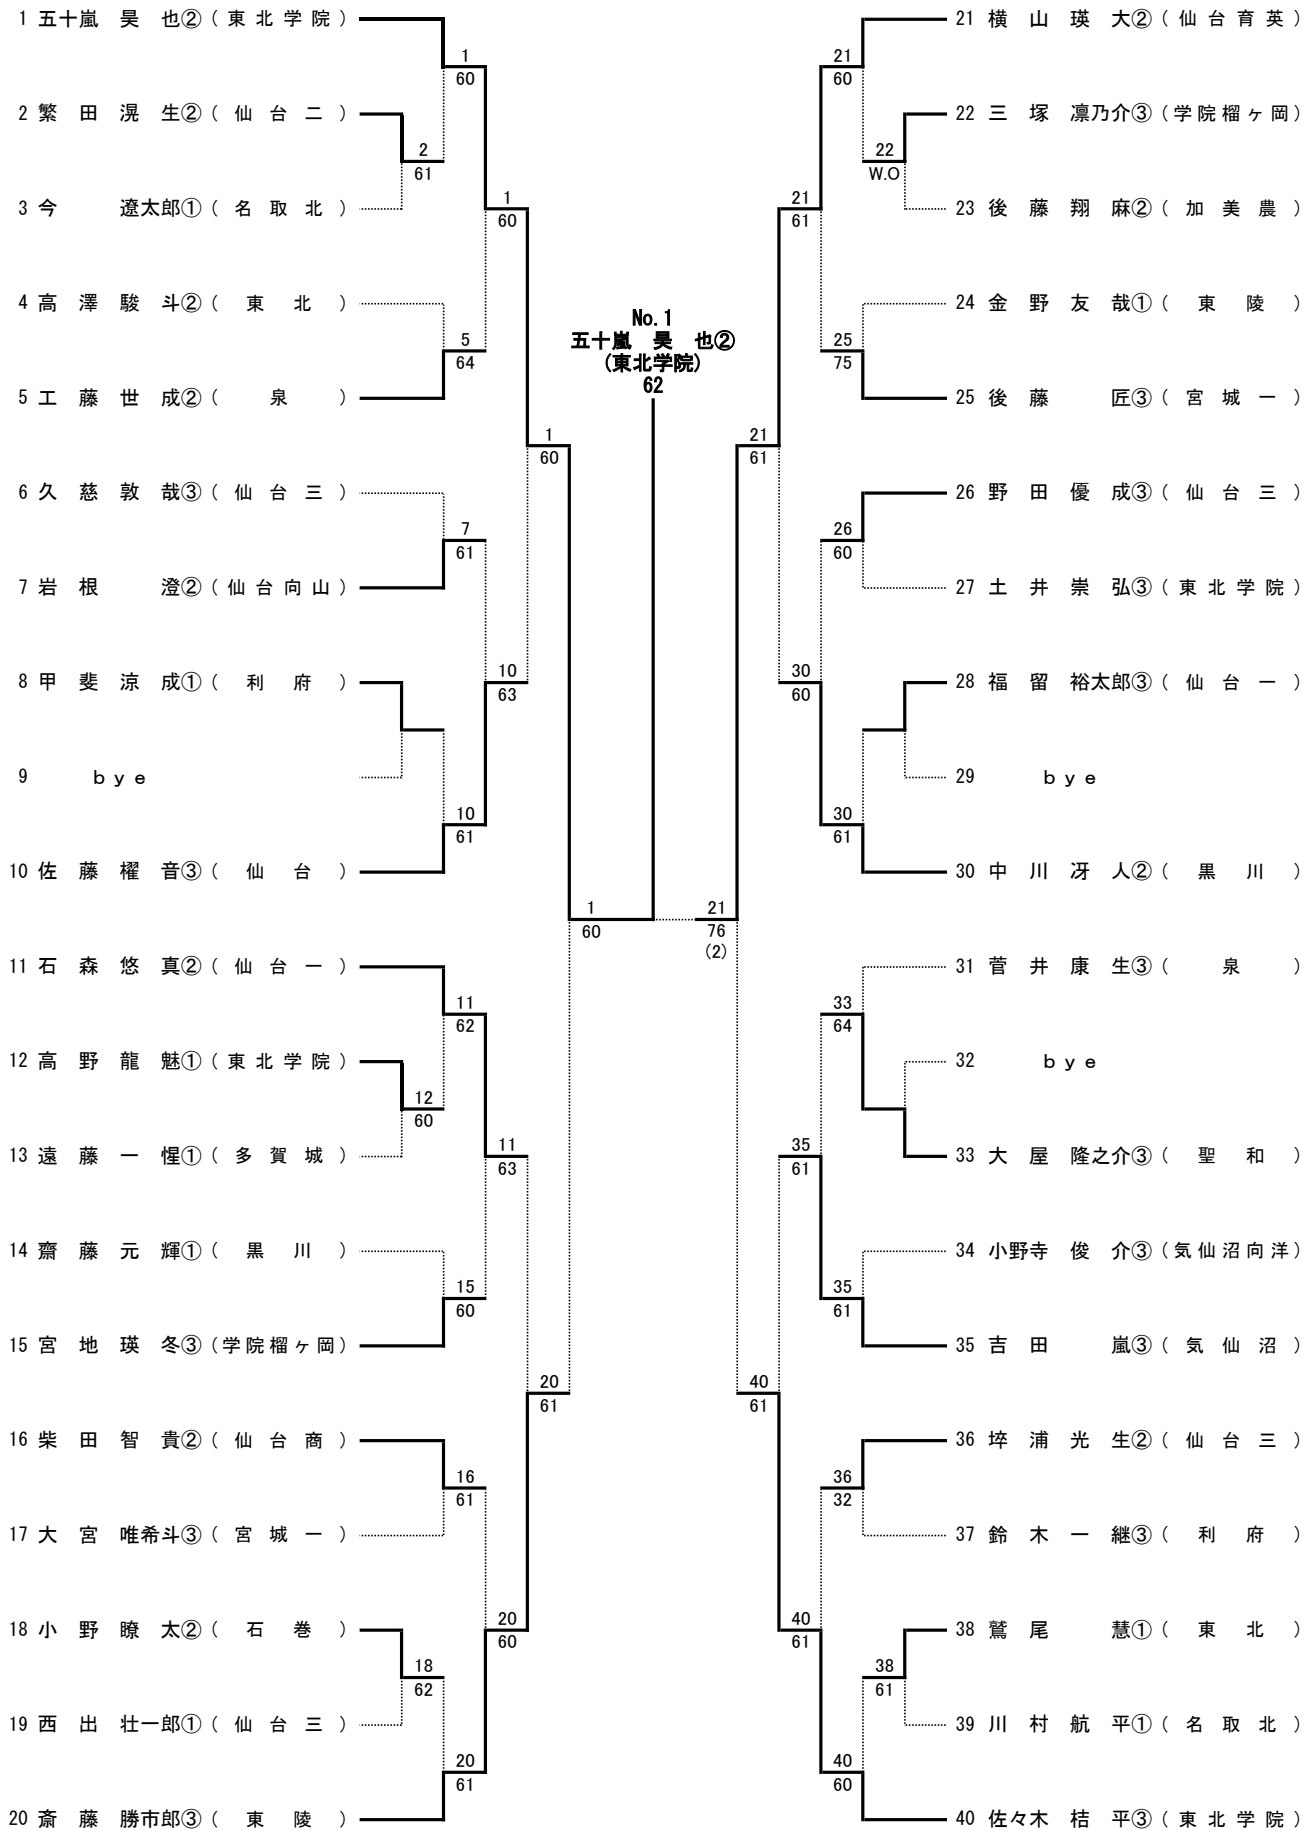 1 五十嵐 昊 也② ( 東 北 学 院 )
1
60
2 繁 田 滉 生② ( 仙 台 二 )
2
61
3 今 遼太郎① ( 名 取 北 )
1
60
4 高 澤 駿 斗② ( 東 北 )
5
64
5 工 藤 世 成② ( 泉 )
1
60
6 久 慈 敦 哉③ ( 仙 台 三 )
7
61
7 岩 根 澄② ( 仙 台 向 山 )
8 甲 斐 涼 成① ( 利 府 )
10
63
9 b y e
10
61
10 佐 藤 櫂 音③ ( 仙 台 )
1
60
11 石 森 悠 真② ( 仙 台 一 )
11
62
12 高 野 龍 魅① ( 東 北 学 院 )
12
60
13 遠 藤 一 惺① ( 多 賀 城 )
11
63
14 齋 藤 元 輝① ( 黒 川 )
15
60
15 宮 地 瑛 冬③ ( 学 院 榴 ヶ 岡 )
20
61
16 柴 田 智 貴② ( 仙 台 商 )
16
61
17 大 宮 唯希斗③ ( 宮 城 一 )
18 小 野 瞭 太② ( 石 巻 )
20
60
18
62
19 西 出 壮一郎① ( 仙 台 三 )
20
61
20 斎 藤 勝市郎③ ( 東 陵 )
No.1
五十嵐 昊 也②
(東北学院)
62
21 横 山 瑛 大② ( 仙 台 育 英 )
21
60
22 三 塚 凛乃介③ ( 学 院 榴 ヶ 岡 )
22
W.O
23 後 藤 翔 麻② ( 加 美 農 )
21
61
24 金 野 友 哉① ( 東 陵 )
25
75
25 後 藤 匠③ ( 宮 城 一 )
21
61
26 野 田 優 成③ ( 仙 台 三 )
26
60
27 土 井 崇 弘③ ( 東 北 学 院 )
28 福 留 裕太郎③ ( 仙 台 一 )
30
60
29 b y e
30
61
30 中 川 冴 人② ( 黒 川 )
21
76
(2)
31 菅 井 康 生③ ( 泉 )
33
64
32 b y e
33 大 屋 隆之介③ ( 聖 和 )
35
61
34 小野寺 俊 介③ ( 気 仙 沼 向 洋 )
35
61
35 吉 田 嵐③ ( 気 仙 沼 )
40
61
36 埣 浦 光 生② ( 仙 台 三 )
36
32
37 鈴 木 一 継③ ( 利 府 )
38 鷲 尾 慧① ( 東 北 )
40
61
38
61
39 川 村 航 平① ( 名 取 北 )
40
60
40 佐々木 桔 平③ ( 東 北 学 院 )